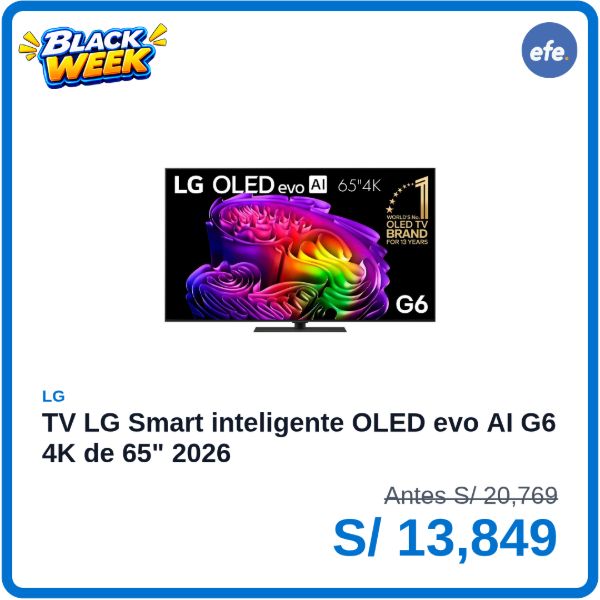 BLACK
WEEK
efe.
LG OLED evo AI 65"4K
1
WORLD'S No.
OLED TV
BRAND
FOR 13 YEARS
G6
LG
TV LG Smart inteligente OLED evo AI G6
4K de 65" 2026
Antes S/ 20,769
S/ 13,849